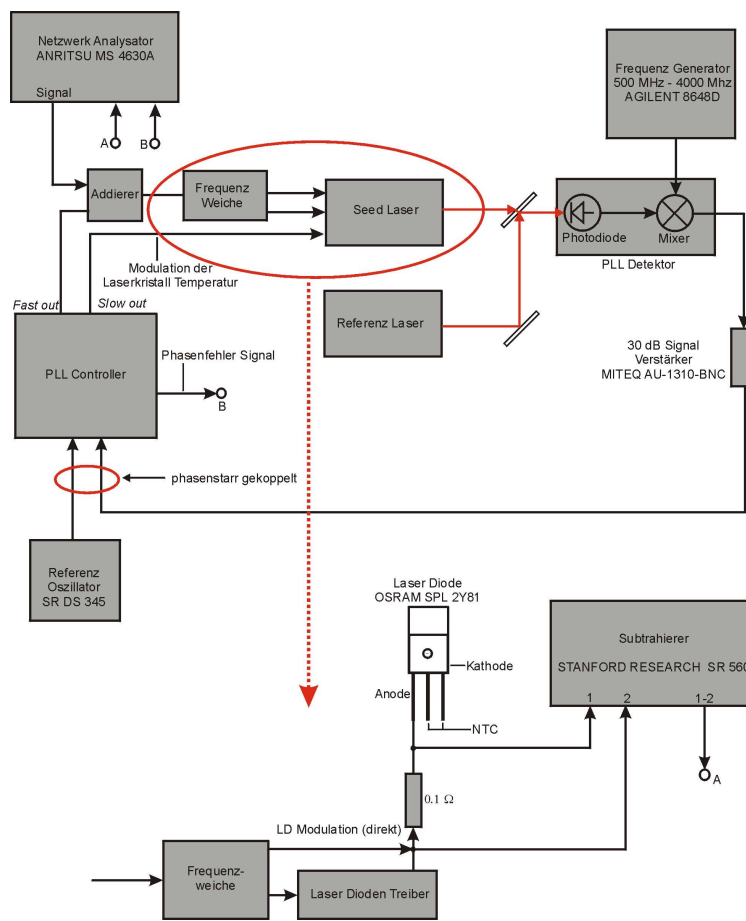 Netzwerk Analysator
ANRITSU MS 4630A
Signal
A
B
Addierer
Frequenz
Weiche
Seed Laser
Frequenz Generator
500 MHz - 4000 Mhz
AGILENT 8648D
Photodiode
Mixer
PLL Detektor
Modulation der
Laserkristall Temperatur
Fast out
Slow out
Referenz Laser
PLL Controller
Phasenfehler Signal
B
30 dB Signal
Verstärker
MITEQ AU-1310-BNC
phasenstarr gekoppelt
Referenz
Oszillator
SR DS 345
Laser Diode
OSRAM SPL 2Y81
Kathode
Anode
NTC
Subtrahierer
STANFORD RESEARCH SR 560
1
2
1-2
A
0.1 Ω
LD Modulation (direkt)
Frequenz-
weiche
Laser Dioden Treiber